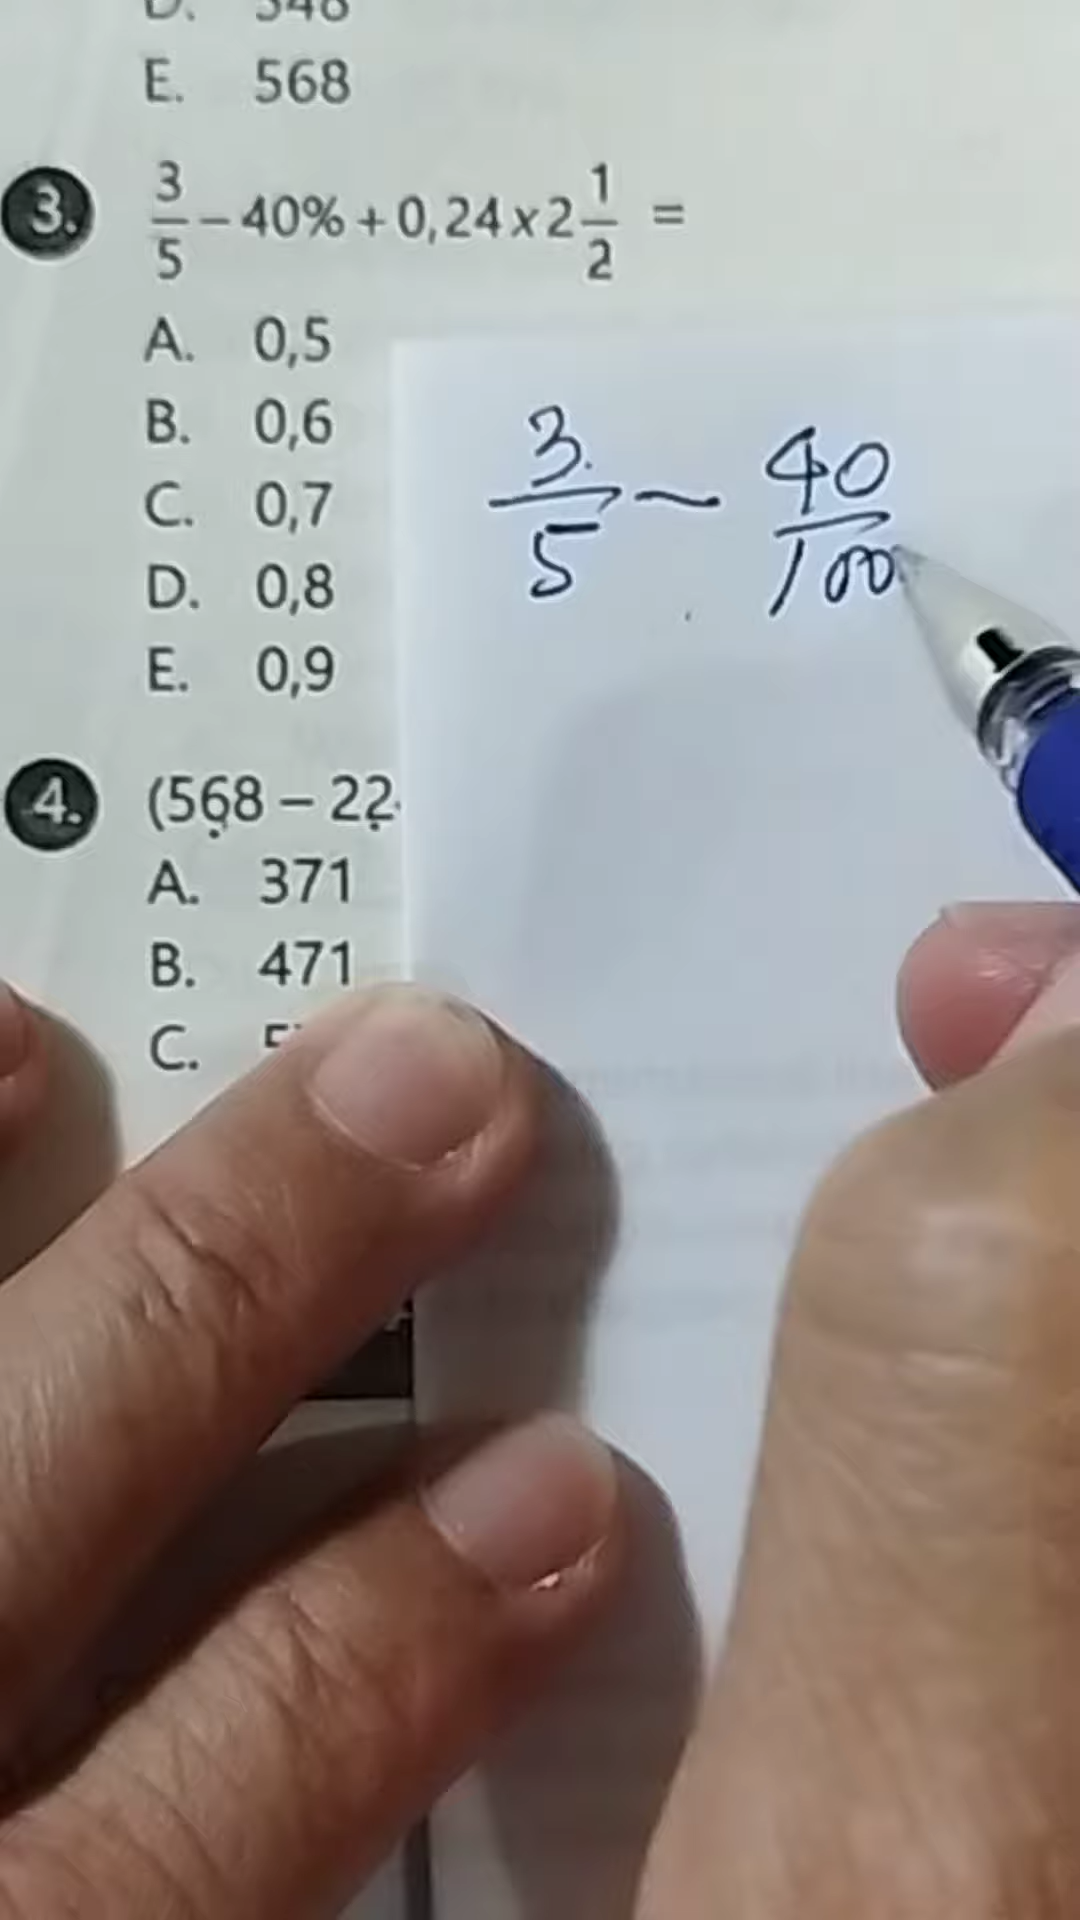 D. 548
E. 568
3. 3/5 – 40% + 0,24 x 2 1/2 =
A. 0,5
B. 0,6
C. 0,7
D. 0,8
E. 0,9
3/5 – 40/100
4. (568 – 22
A. 371
B. 471
C.